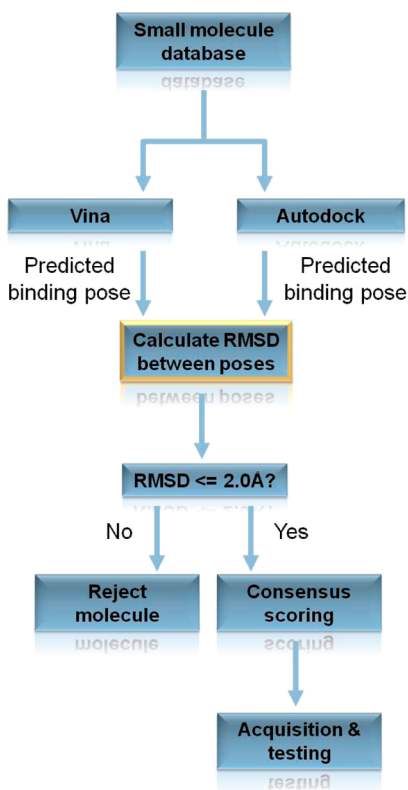 Small molecule
database
Vina
Autodock
Predicted
binding pose
Predicted
binding pose
Calculate RMSD
between poses
RMSD <= 2.0Å?
No
Yes
Reject
molecule
Consensus
scoring
Acquisition &
testing